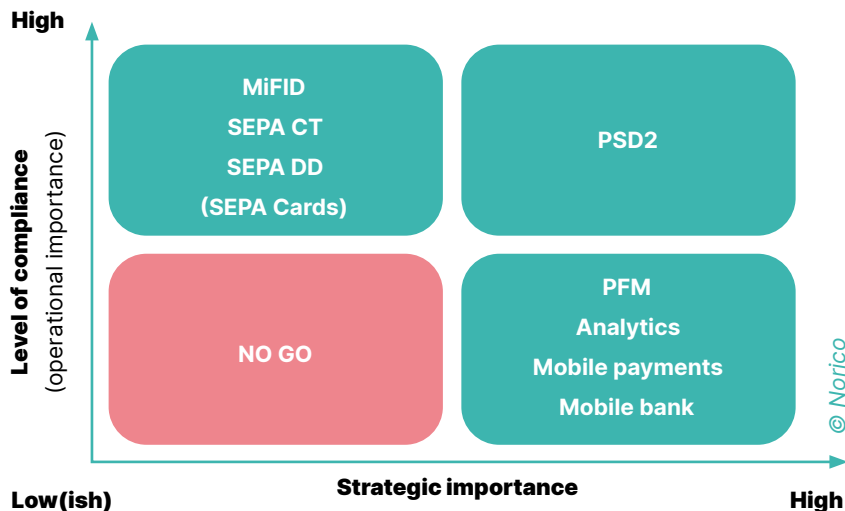 High
Level of compliance
(operational importance)
MiFID
SEPA CT
SEPA DD
(SEPA Cards)
PSD2
NO GO
PFM
Analytics
Mobile payments
Mobile bank
© Norico
Low(ish)
Strategic importance
High